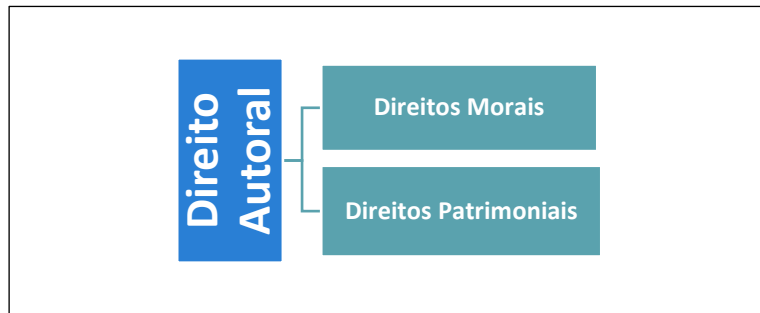 Direito
Autoral
Direitos Morais
Direitos Patrimoniais